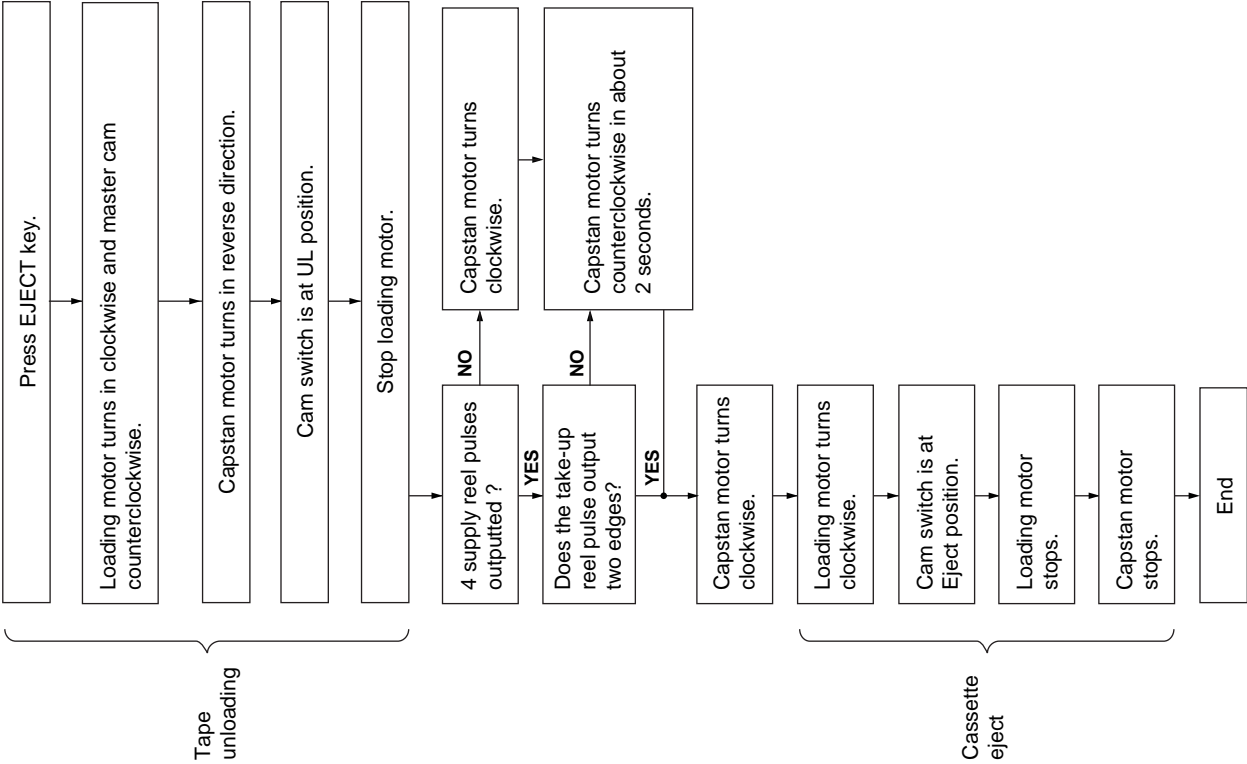 Tape
unloading
Press EJECT key.
Loading motor turns in clockwise and master cam
counterclockwise.
Capstan motor turns in reverse direction.
Cam switch is at UL position.
Stop loading motor.
4 supply reel pulses
outputted ?
NO
Capstan motor turns
clockwise.
YES
Does the take-up
reel pulse output
two edges?
NO
Capstan motor turns
counterclockwise in about
2 seconds.
YES
Capstan motor turns
clockwise.
Cassette
eject
Loading motor turns
clockwise.
Cam switch is at
Eject position.
Loading motor
stops.
Capstan motor
stops.
End